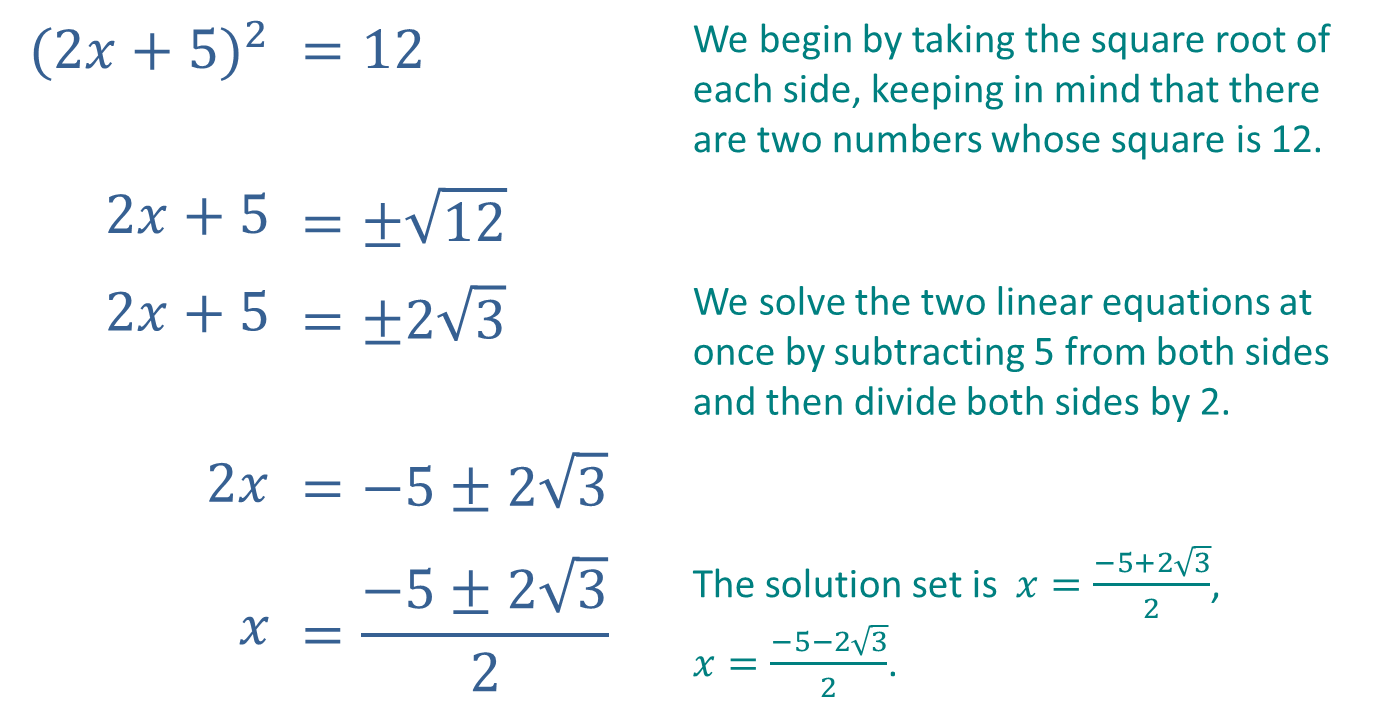 (2x + 5)² = 12
We begin by taking the square root of
each side, keeping in mind that there
are two numbers whose square is 12.
2x + 5 = ±√12
2x + 5 = ±2√3
We solve the two linear equations at
once by subtracting 5 from both sides
and then divide both sides by 2.
2x = −5 ± 2√3
x = (−5 ± 2√3)/2
The solution set is x = (−5+2√3)/2,
x = (−5−2√3)/2.